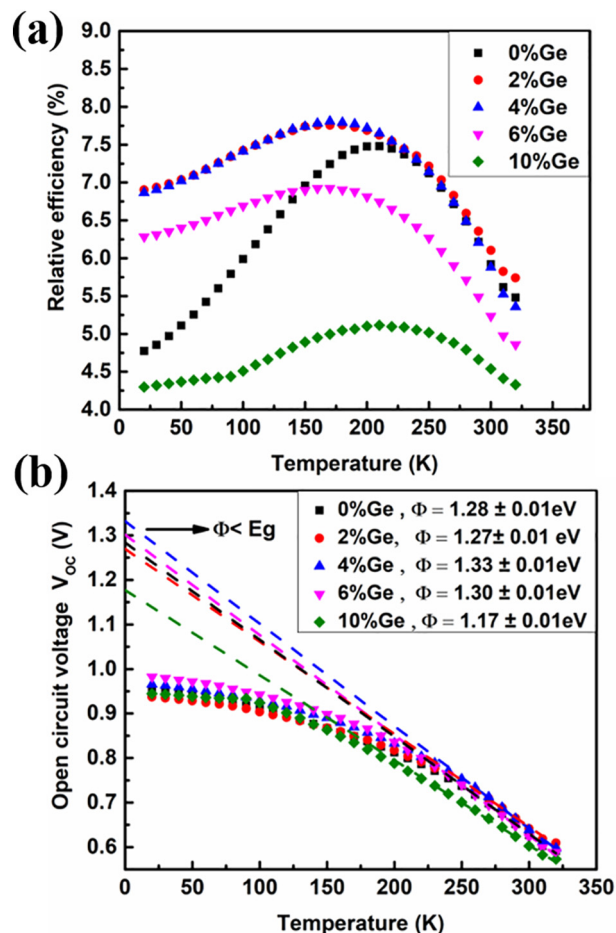 (a)
9.0
8.5
8.0
7.5
7.0
6.5
6.0
5.5
5.0
4.5
4.0
Relative efficiency (%)
0%Ge
2%Ge
4%Ge
6%Ge
10%Ge
0 50 100 150 200 250 300 350
Temperature (K)
(b)
1.4
1.3
1.2
1.1
1.0
0.9
0.8
0.7
0.6
Open circuit voltage V_OC (V)
Φ< Eg
0%Ge , Φ = 1.28 ± 0.01eV
2%Ge, Φ = 1.27± 0.01 eV
4%Ge , Φ = 1.33 ± 0.01eV
6%Ge , Φ = 1.30 ± 0.01eV
10%Ge , Φ = 1.17 ± 0.01eV
0 50 100 150 200 250 300 350
Temperature (K)